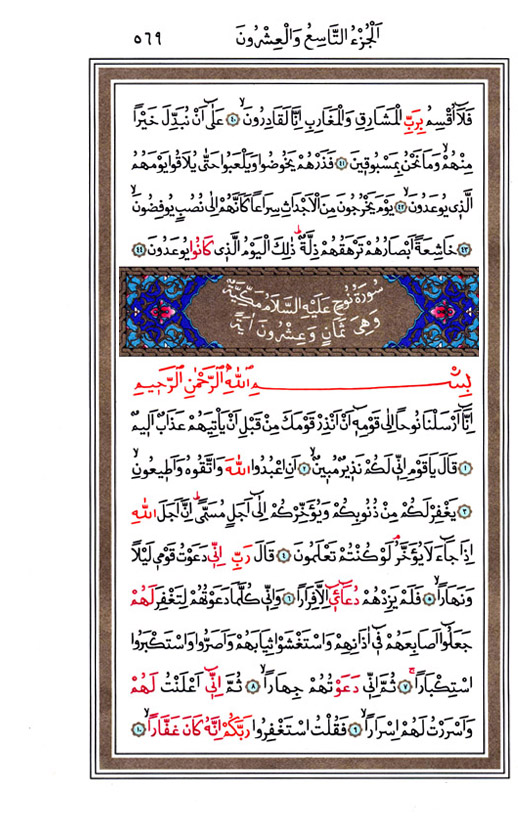 اَلْجُزْءُ التَّاسِعُ وَالْعِشْرُونَ ٥٦٩
فَلَٓا اُقْسِمُ بِرَبِّ الْمَشَارِقِ وَالْمَغَارِبِ اِنَّا لَقَادِرُونَۙ ﴿٤٠﴾ عَلٰٓى اَنْ نُبَدِّلَ خَيْرًا
مِنْهُمْۙ وَمَا نَحْنُ بِمَسْبُوقٖينَ ﴿٤١﴾ فَذَرْهُمْ يَخُوضُوا وَيَلْعَبُوا حَتّٰى يُلَاقُوا يَوْمَهُمُ
الَّذٖي يُوعَدُونَۙ ﴿٤٢﴾ يَوْمَ يَخْرُجُونَ مِنَ الْاَجْدَاثِ سِرَاعًا كَاَنَّهُمْ اِلٰى نُصُبٍ يُوفِضُونَۙ
﴿٤٣﴾ خَاشِعَةً اَبْصَارُهُمْ تَرْهَقُهُمْ ذِلَّةٌۜ ذٰلِكَ الْيَوْمُ الَّذٖي كَانُوا يُوعَدُونَ ﴿٤٤﴾
سُورَةُ نُوحٍ عَلَيْهِ السَّلَامُ مَكِّيَّةٌ
وَهِيَ ثَمَانٍ وَعِشْرُونَ اٰيَةً
بِسْمِ اللّٰهِ الرَّحْمٰنِ الرَّحٖيمِ
اِنَّٓا اَرْسَلْنَا نُوحًا اِلٰى قَوْمِهٖٓ اَنْ اَنْذِرْ قَوْمَكَ مِنْ قَبْلِ اَنْ يَاْتِيَهُمْ عَذَابٌ اَلٖيمٌ
﴿١﴾ قَالَ يَا قَوْمِ اِنّٖي لَكُمْ نَذٖيرٌ مُبٖينٌۙ ﴿٢﴾ اَنِ اعْبُدُوا اللّٰهَ وَاتَّقُوهُ وَاَطٖيعُونِۙ
﴿٣﴾ يَغْفِرْ لَكُمْ مِنْ ذُنُوبِكُمْ وَيُؤَخِّرْكُمْ اِلٰٓى اَجَلٍ مُسَمًّىۜ اِنَّ اَجَلَ اللّٰهِ
اِذَا جَٓاءَ لَا يُؤَخَّرُۢ لَوْ كُنْتُمْ تَعْلَمُونَ ﴿٤﴾ قَالَ رَبِّ اِنّٖي دَعَوْتُ قَوْمٖي لَيْلًا
وَنَهَارًاۙ ﴿٥﴾ فَلَمْ يَزِدْهُمْ دُعَٓائٖٓي اِلَّا فِرَارًا ﴿٦﴾ وَاِنّٖي كُلَّمَا دَعَوْتُهُمْ لِتَغْفِرَ لَهُمْ
جَعَلُٓوا اَصَابِعَهُمْ فٖٓي اٰذَانِهِمْ وَاسْتَغْشَوْا ثِيَابَهُمْ وَاَصَرُّوا وَاسْتَكْبَرُوا
اسْتِكْبَارًاۚ ﴿٧﴾ ثُمَّ اِنّٖي دَعَوْتُهُمْ جِهَارًاۙ ﴿٨﴾ ثُمَّ اِنّٖٓي اَعْلَنْتُ لَهُمْ
وَاَسْرَرْتُ لَهُمْ اِسْرَارًاۙ ﴿٩﴾ فَقُلْتُ اسْتَغْفِرُوا رَبَّكُمْ اِنَّهُ كَانَ غَفَّارًاۙ ﴿١٠﴾